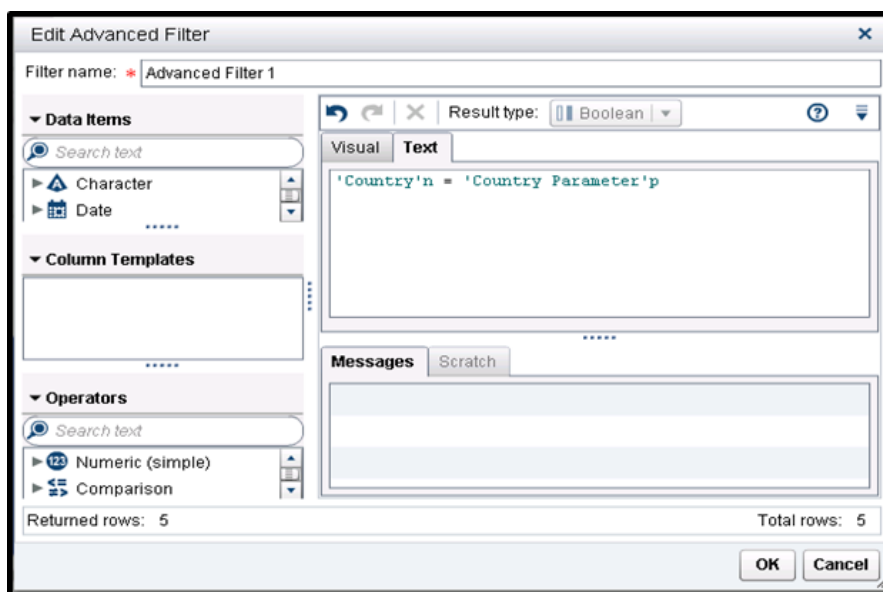 Edit Advanced Filter
Filter name: * Advanced Filter 1
Data Items
Search text
Character
Date
Column Templates
Operators
Search text
123 Numeric (simple)
Comparison
Result type: Boolean
Visual Text
'Country'n = 'Country Parameter'p
Messages Scratch
Returned rows: 5 Total rows: 5
OK Cancel